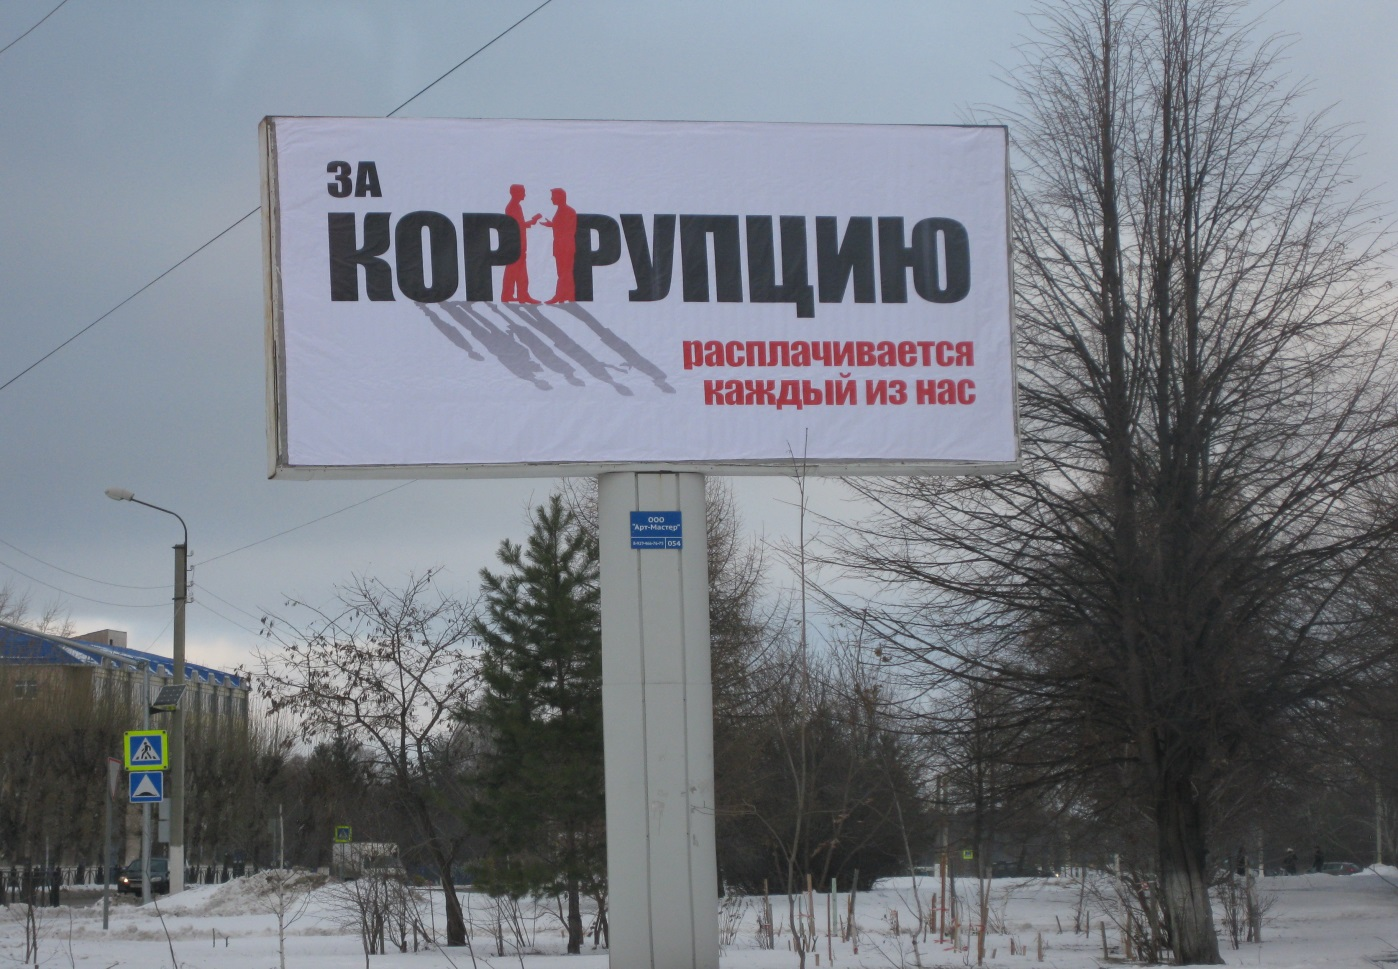 ЗА
КОРРУПЦИЮ
расплачивается
каждый из нас
ООО
"Арт-Мастер"
054